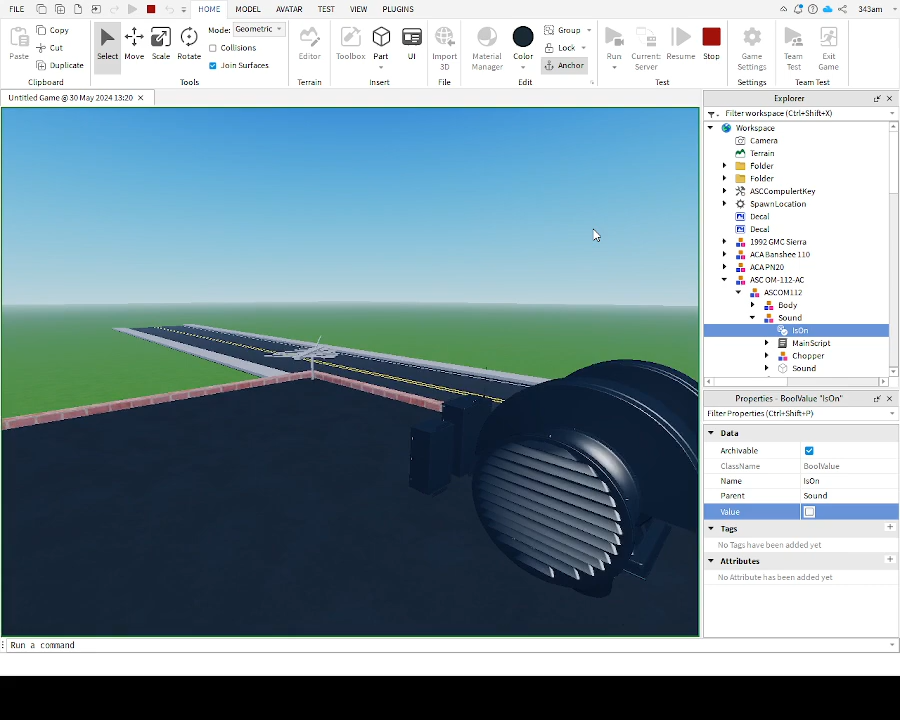 FILE HOME MODEL AVATAR TEST VIEW PLUGINS 343am
Paste Copy Cut Duplicate Clipboard
Select Move Scale Rotate Mode: Geometric Collisions Join Surfaces Tools
Editor Terrain
Toolbox Part UI Insert
Import 3D File
Material Manager Color Group Lock Anchor Edit
Run Current: Server Resume Stop Test
Game Settings Settings
Team Test Exit Game Team Test
Untitled Game @ 30 May 2024 13:20
Explorer
Filter workspace (Ctrl+Shift+X)
Workspace
Camera
Terrain
Folder
Folder
ASCCompulertKey
SpawnLocation
Decal
Decal
1992 GMC Sierra
ACA Banshee 110
ACA PN20
ASC OM-112-AC
ASCOM112
Body
Sound
IsOn
MainScript
Chopper
Sound
Properties - BoolValue "IsOn"
Filter Properties (Ctrl+Shift+P)
Data
Archivable
ClassName BoolValue
Name IsOn
Parent Sound
Value
Tags
No Tags have been added yet
Attributes
No Attribute has been added yet
Run a command